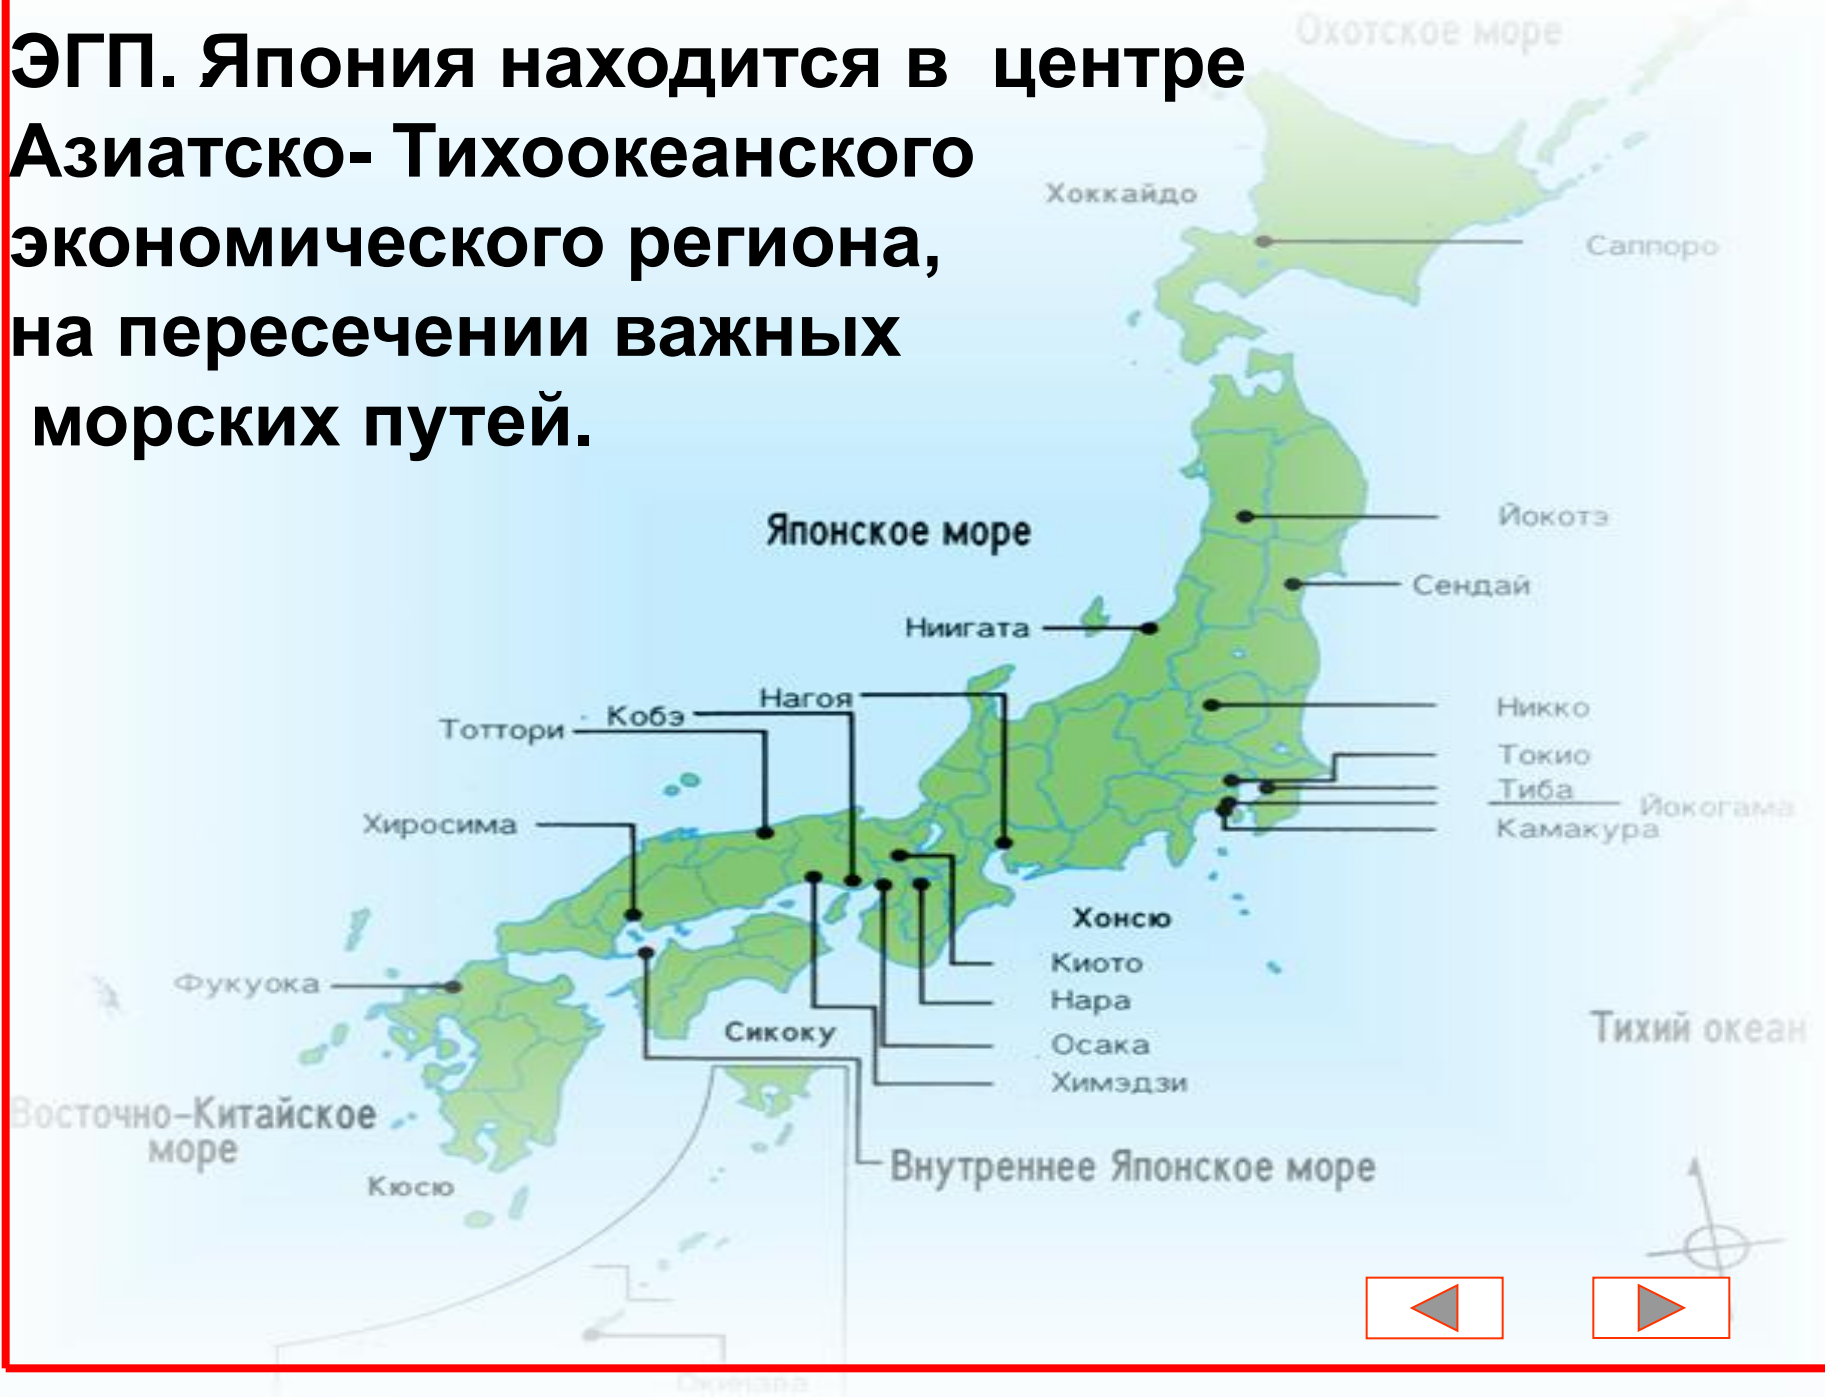 ЭГП. Япония находится в центре
Азиатско- Тихоокеанского
экономического региона,
на пересечении важных
морских путей.
Охотское море
Хоккайдо
Саппоро
Японское море
Йокотэ
Сендай
Ниигата
Нагоя
Кобэ
Тоттори
Никко
Токио
Тиба
Йокогама
Камакура
Хиросима
Хонсю
Киото
Нара
Осака
Химэдзи
Фукуока
Сикоку
Тихий океан
Восточно-Китайское
море
Внутреннее Японское море
Кюсю
Окинава